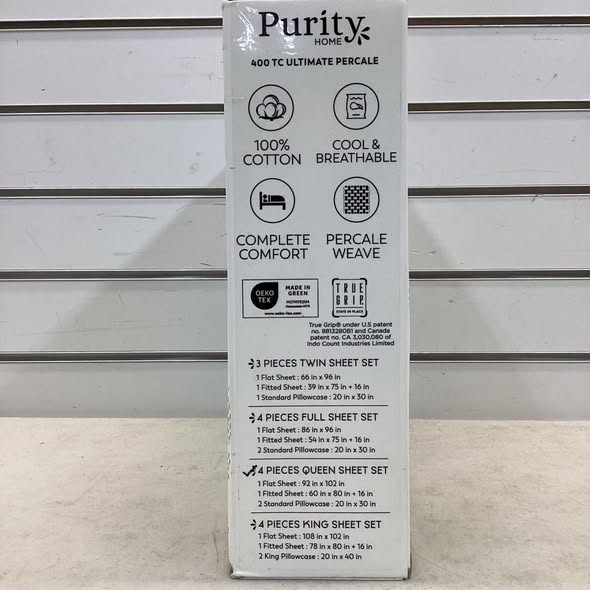 Purity
HOME
400 TC ULTIMATE PERCALE
100%
COTTON
COOL &
BREATHABLE
COMPLETE
COMFORT
PERCALE
WEAVE
OEKO
TEX
MADE IN
GREEN
www.oeko-tex.com
TRUE
GRIP
STAY IN PLACE
True Grip® under U.S patent
no. 8813280B1 and Canada
patent no. CA 3,030,080 of
Indo Count Industries Limited
3 PIECES TWIN SHEET SET
1 Flat Sheet : 66 in x 96 in
1 Fitted Sheet : 39 in x 75 in + 16 in
1 Standard Pillowcase : 20 in x 30 in
4 PIECES FULL SHEET SET
1 Flat Sheet : 86 in x 96 in
1 Fitted Sheet : 54 in x 75 in + 16 in
2 Standard Pillowcase : 20 in x 30 in
4 PIECES QUEEN SHEET SET
1 Flat Sheet : 92 in x 102 in
1 Fitted Sheet : 60 in x 80 in + 16 in
2 Standard Pillowcase : 20 in x 30 in
4 PIECES KING SHEET SET
1 Flat Sheet : 108 in x 102 in
1 Fitted Sheet : 78 in x 80 in + 16 in
2 King Pillowcase : 20 in x 40 in